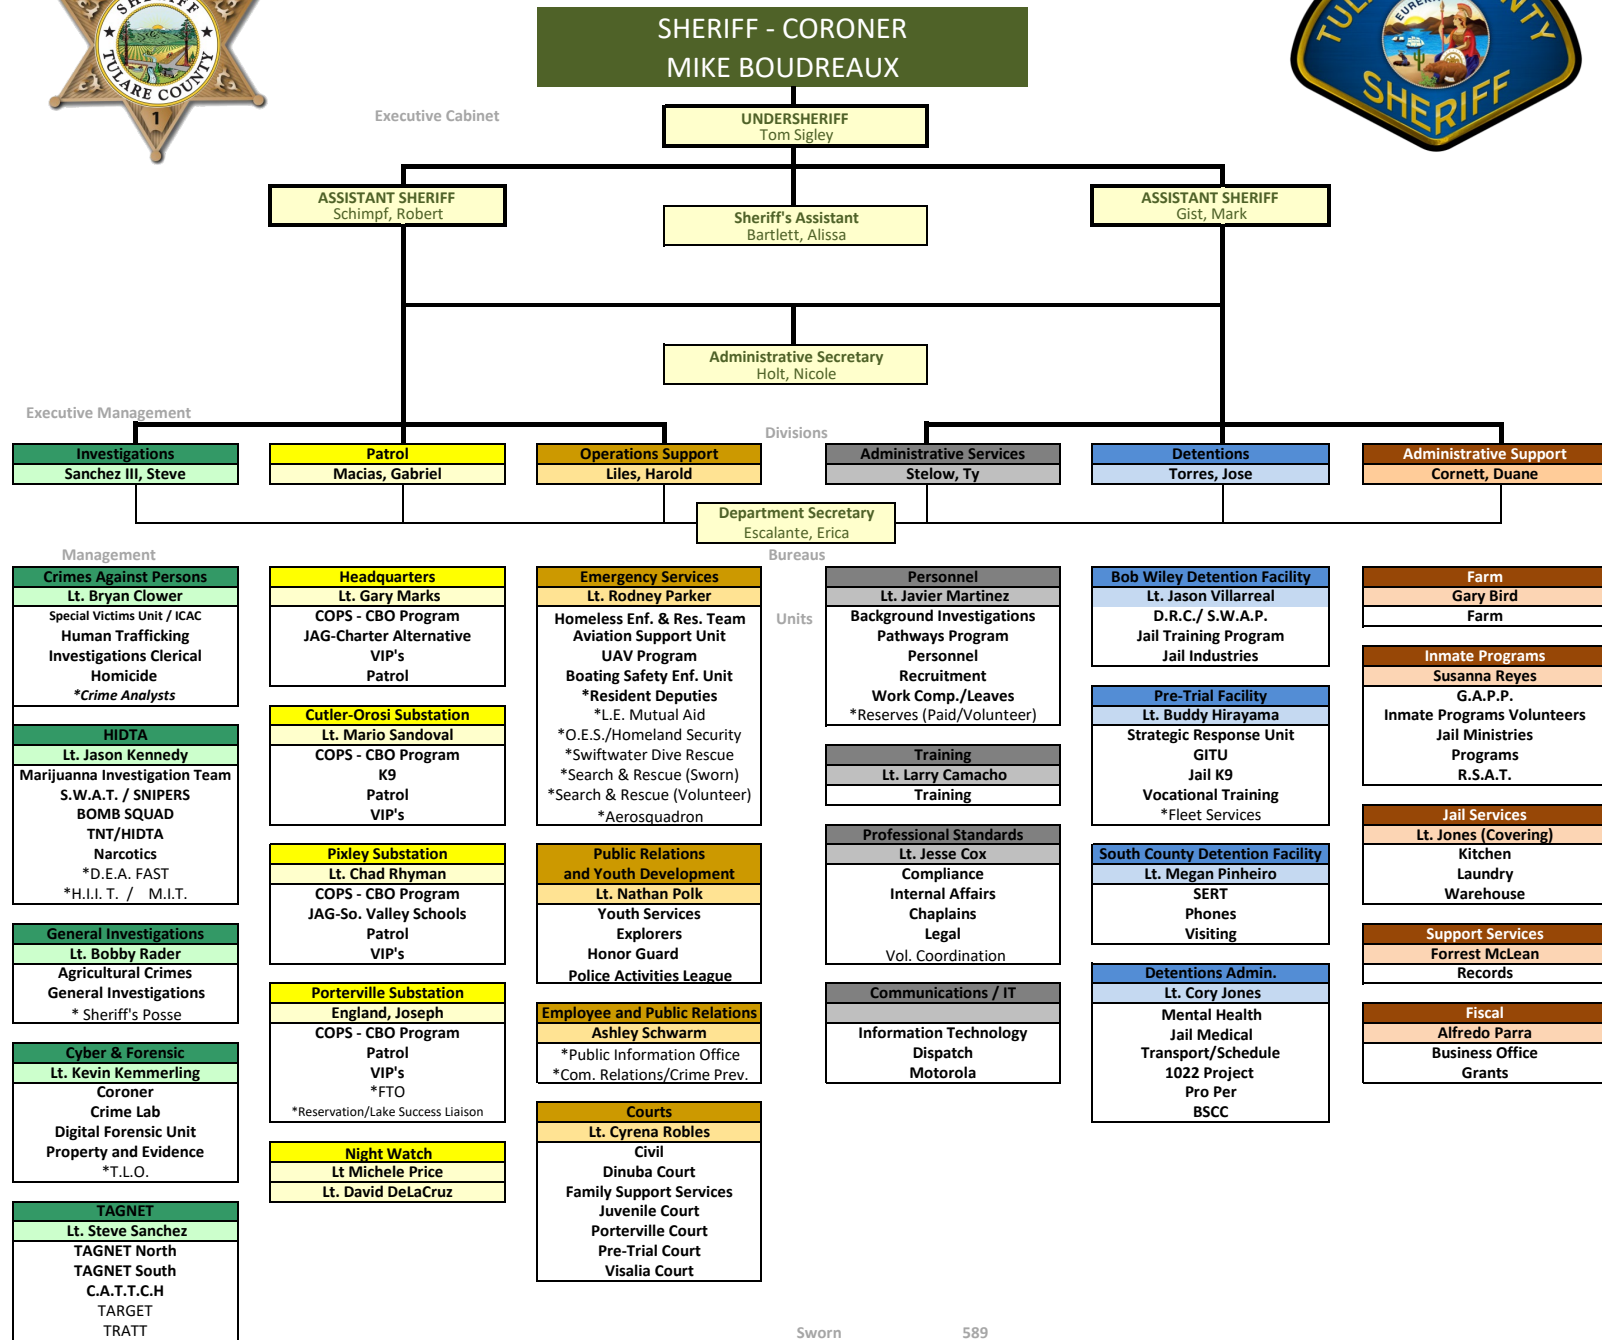 SHERIFF
TULARE COUNTY
1
SHERIFF - CORONER
MIKE BOUDREAUX
EUREKA
SHERIFF
Executive Cabinet
UNDERSHERIFF
Tom Sigley
ASSISTANT SHERIFF
Schimpf, Robert
Sheriff's Assistant
Bartlett, Alissa
ASSISTANT SHERIFF
Gist, Mark
Administrative Secretary
Holt, Nicole
Executive Management
Divisions
Investigations
Sanchez III, Steve
Patrol
Macias, Gabriel
Operations Support
Liles, Harold
Administrative Services
Stelow, Ty
Detentions
Torres, Jose
Administrative Support
Cornett, Duane
Department Secretary
Escalante, Erica
Management
Bureaus
Units
Crimes Against Persons
Lt. Bryan Clower
Special Victims Unit / ICAC
Human Trafficking
Investigations Clerical
Homicide
*Crime Analysts
HIDTA
Lt. Jason Kennedy
Marijuanna Investigation Team
S.W.A.T. / SNIPERS
BOMB SQUAD
TNT/HIDTA
Narcotics
*D.E.A. FAST
*H.I.I. T. / M.I.T.
General Investigations
Lt. Bobby Rader
Agricultural Crimes
General Investigations
* Sheriff's Posse
Cyber & Forensic
Lt. Kevin Kemmerling
Coroner
Crime Lab
Digital Forensic Unit
Property and Evidence
*T.L.O.
TAGNET
Lt. Steve Sanchez
TAGNET North
TAGNET South
C.A.T.T.C.H
TARGET
TRATT
Headquarters
Lt. Gary Marks
COPS - CBO Program
JAG-Charter Alternative
VIP's
Patrol
Cutler-Orosi Substation
Lt. Mario Sandoval
COPS - CBO Program
K9
Patrol
VIP's
Pixley Substation
Lt. Chad Rhyman
COPS - CBO Program
JAG-So. Valley Schools
Patrol
VIP's
Porterville Substation
England, Joseph
COPS - CBO Program
Patrol
VIP's
*FTO
*Reservation/Lake Success Liaison
Night Watch
Lt Michele Price
Lt. David DeLaCruz
Emergency Services
Lt. Rodney Parker
Homeless Enf. & Res. Team
Aviation Support Unit
UAV Program
Boating Safety Enf. Unit
*Resident Deputies
*L.E. Mutual Aid
*O.E.S./Homeland Security
*Swiftwater Dive Rescue
*Search & Rescue (Sworn)
*Search & Rescue (Volunteer)
*Aerosquadron
Public Relations
and Youth Development
Lt. Nathan Polk
Youth Services
Explorers
Honor Guard
Police Activities League
Employee and Public Relations
Ashley Schwarm
*Public Information Office
*Com. Relations/Crime Prev.
Courts
Lt. Cyrena Robles
Civil
Dinuba Court
Family Support Services
Juvenile Court
Porterville Court
Pre-Trial Court
Visalia Court
Personnel
Lt. Javier Martinez
Background Investigations
Pathways Program
Personnel
Recruitment
Work Comp./Leaves
*Reserves (Paid/Volunteer)
Training
Lt. Larry Camacho
Training
Professional Standards
Lt. Jesse Cox
Compliance
Internal Affairs
Chaplains
Legal
Vol. Coordination
Communications / IT
Information Technology
Dispatch
Motorola
Bob Wiley Detention Facility
Lt. Jason Villarreal
D.R.C./ S.W.A.P.
Jail Training Program
Jail Industries
Pre-Trial Facility
Lt. Buddy Hirayama
Strategic Response Unit
GITU
Jail K9
Vocational Training
*Fleet Services
South County Detention Facility
Lt. Megan Pinheiro
SERT
Phones
Visiting
Detentions Admin.
Lt. Cory Jones
Mental Health
Jail Medical
Transport/Schedule
1022 Project
Pro Per
BSCC
Farm
Gary Bird
Farm
Inmate Programs
Susanna Reyes
G.A.P.P.
Inmate Programs Volunteers
Jail Ministries
Programs
R.S.A.T.
Jail Services
Lt. Jones (Covering)
Kitchen
Laundry
Warehouse
Support Services
Forrest McLean
Records
Fiscal
Alfredo Parra
Business Office
Grants
Sworn 589